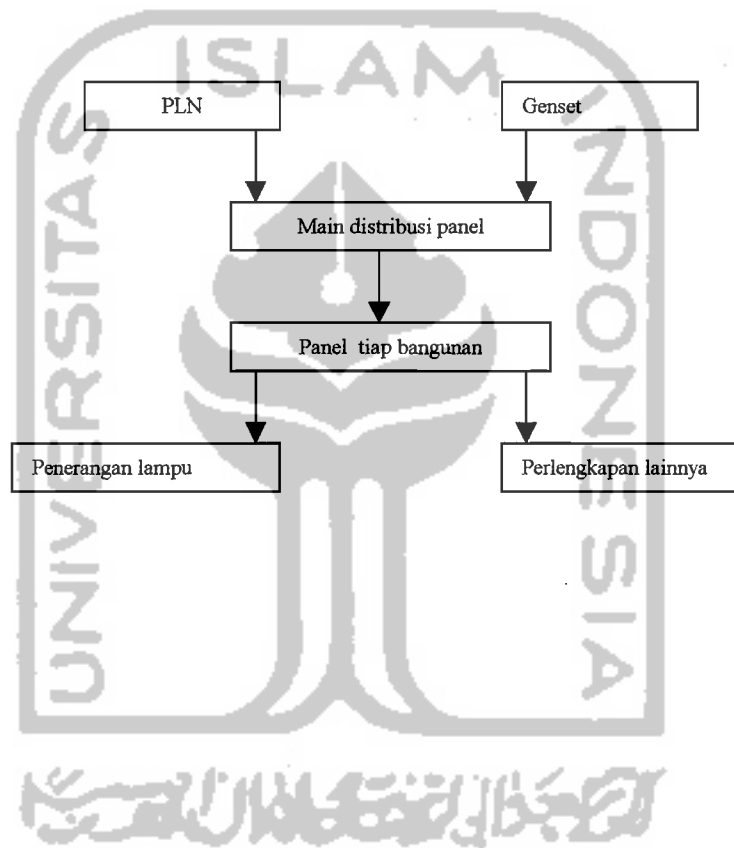 ISLAM
UNIVERSITAS
INDONESIA
PLN
Genset
Main distribusi panel
Panel tiap bangunan
Penerangan lampu
Perlengkapan lainnya